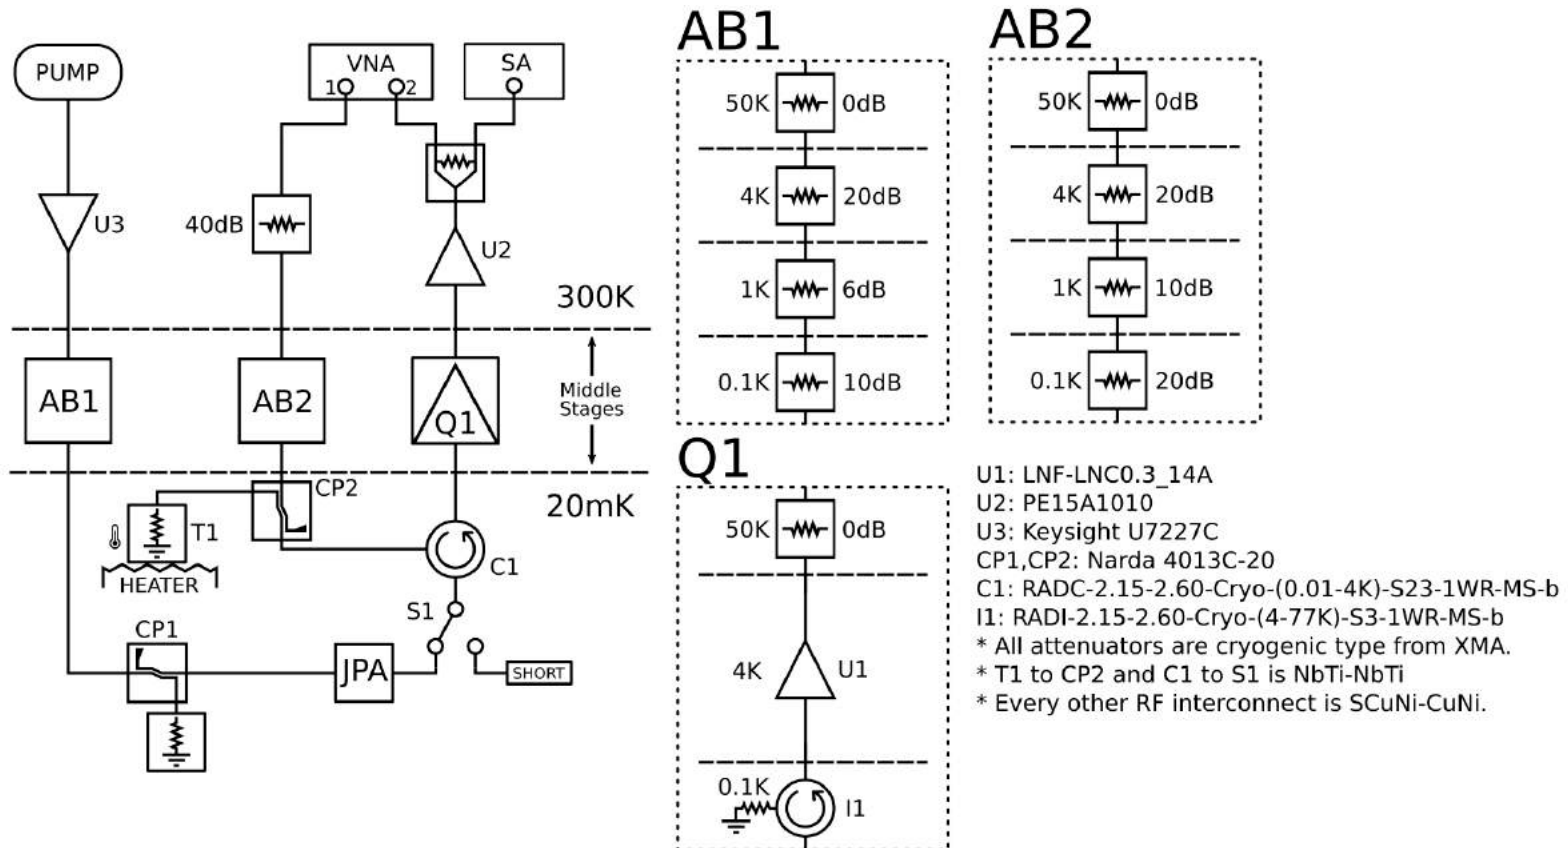 PUMP
VNA
1
2
SA
U3
40dB
U2
300K
AB1
AB2
Q1
Middle
Stages
CP2
20mK
T1
HEATER
C1
S1
CP1
JPA
SHORT
AB1
50K 0dB
4K 20dB
1K 6dB
0.1K 10dB
AB2
50K 0dB
4K 20dB
1K 10dB
0.1K 20dB
Q1
50K 0dB
4K U1
0.1K
I1
U1: LNF-LNC0.3_14A
U2: PE15A1010
U3: Keysight U7227C
CP1,CP2: Narda 4013C-20
C1: RADC-2.15-2.60-Cryo-(0.01-4K)-S23-1WR-MS-b
I1: RADI-2.15-2.60-Cryo-(4-77K)-S3-1WR-MS-b
* All attenuators are cryogenic type from XMA.
* T1 to CP2 and C1 to S1 is NbTi-NbTi
* Every other RF interconnect is SCuNi-CuNi.